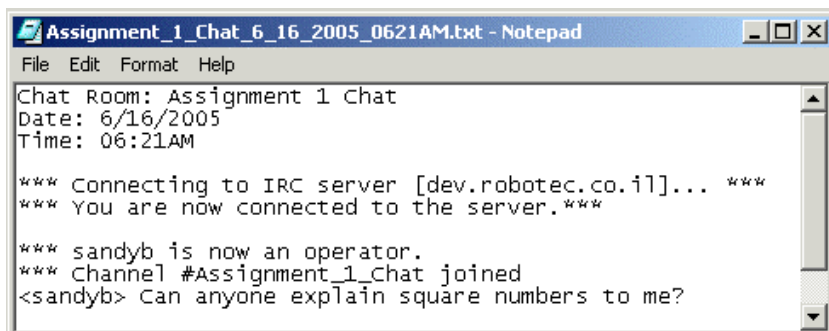 Assignment_1_Chat_6_16_2005_0621AM.txt - Notepad
File Edit Format Help
Chat Room: Assignment 1 Chat
Date: 6/16/2005
Time: 06:21AM
*** Connecting to IRC server [dev.robotec.co.il]... ***
*** You are now connected to the server.***
*** sandyb is now an operator.
*** Channel #Assignment_1_Chat joined
<sandyb> Can anyone explain square numbers to me?